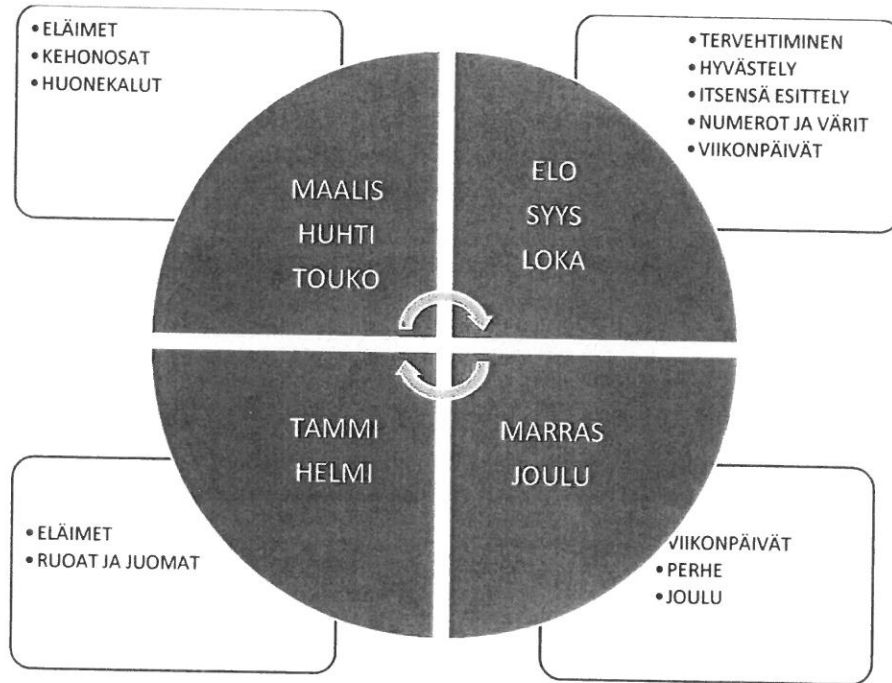 • ELÄIMET
• KEHONOSAT
• HUONEKALUT
• TERVEHTIMINEN
• HYVÄSTELY
• ITSENSÄ ESITTELY
• NUMEROT JA VÄRIT
• VIIKONPÄIVÄT
MAALIS
HUHTI
TOUKO
ELO
SYYS
LOKA
TAMMI
HELMI
MARRAS
JOULU
• ELÄIMET
• RUOAT JA JUOMAT
VIIKONPÄIVÄT
• PERHE
• JOULU